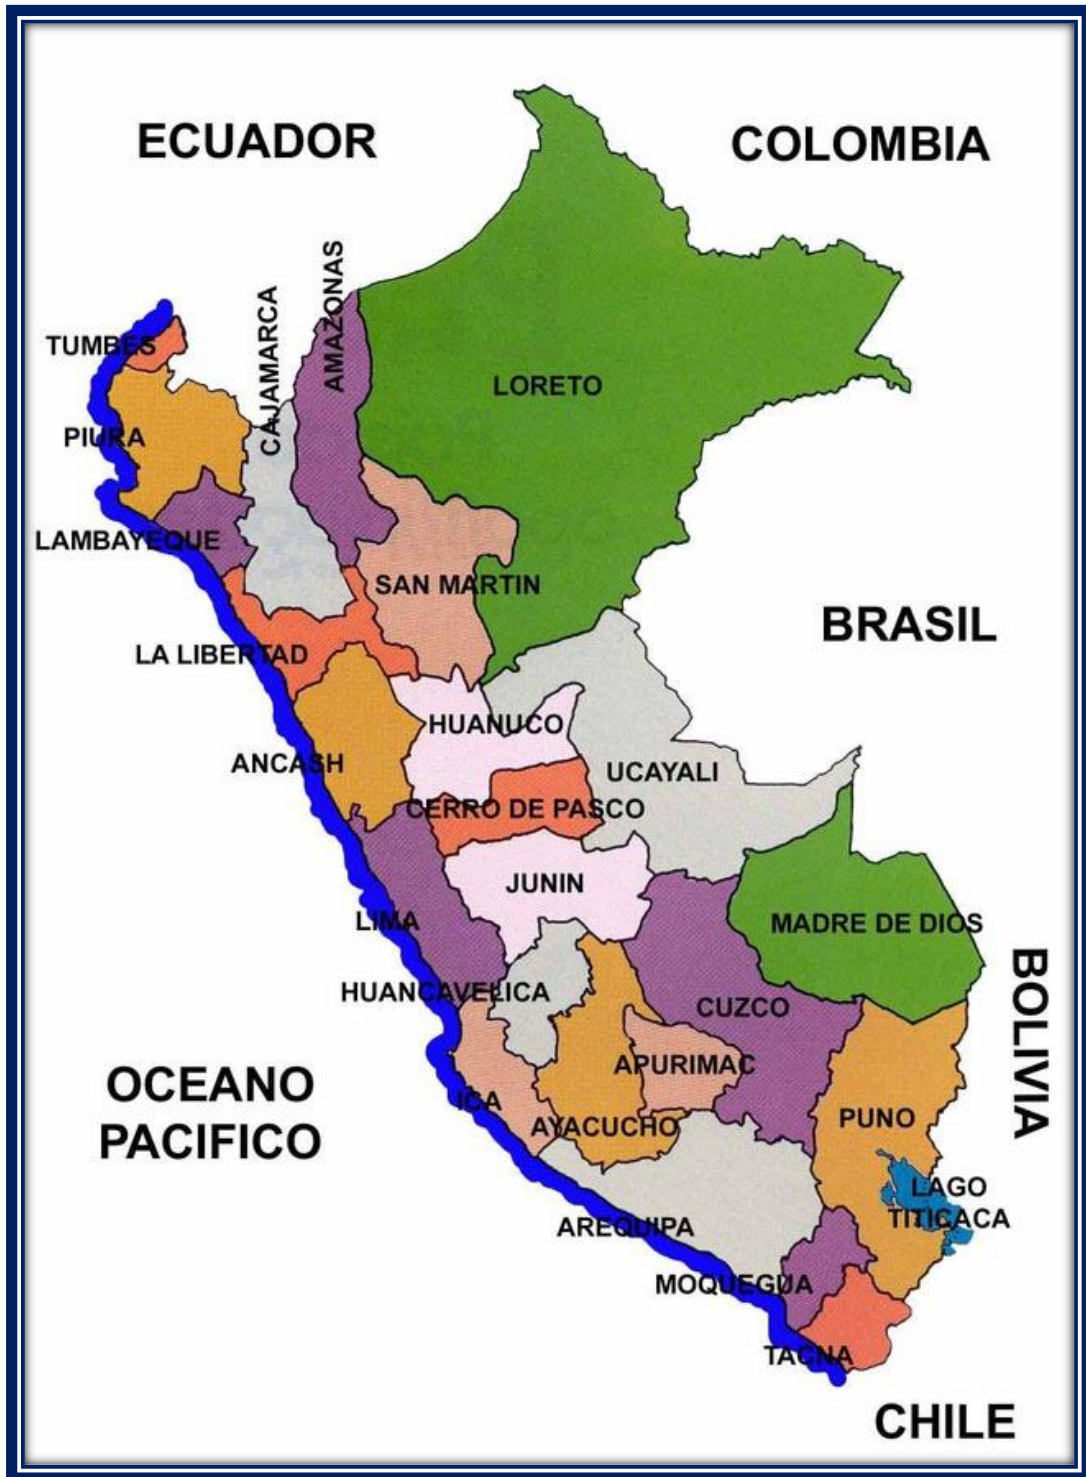 ECUADOR
COLOMBIA
AMAZONAS
CAJAMARCA
TUMBES
LORETO
PIURA
LAMBAYEQUE
SAN MARTIN
BRASIL
LA LIBERTAD
HUANUCO
ANCASH
UCAYALI
CERRO DE PASCO
JUNIN
LIMA
MADRE DE DIOS
HUANCAVELICA
CUZCO
BOLIVIA
APURIMAC
OCEANO
PACIFICO
ICA
AYACUCHO
PUNO
LAGO
TITICACA
AREQUIPA
MOQUEGUA
TACNA
CHILE